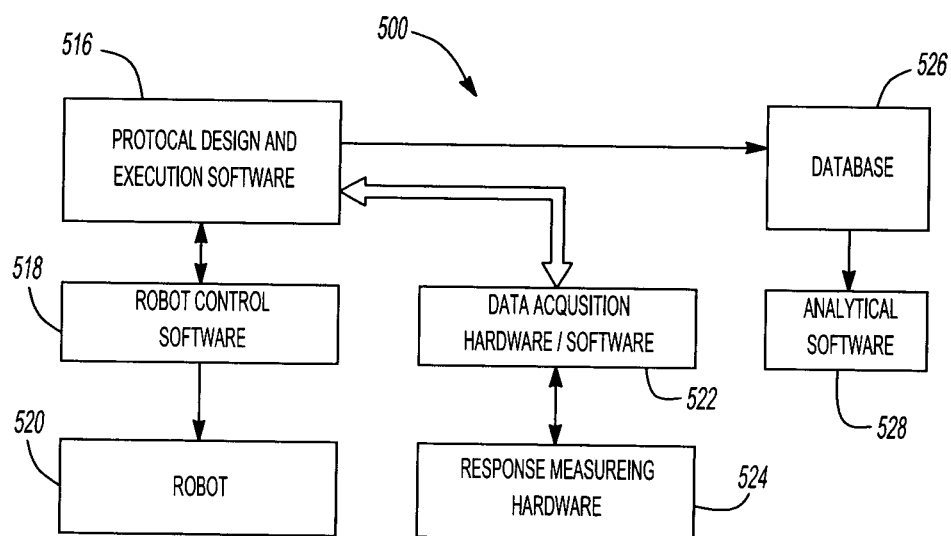 516
500
526
PROTOCAL DESIGN AND
EXECUTION SOFTWARE
DATABASE
518
ROBOT CONTROL
SOFTWARE
DATA ACQUSITION
HARDWARE / SOFTWARE
ANALYTICAL
SOFTWARE
522
528
520
ROBOT
RESPONSE MEASUREING
HARDWARE
524